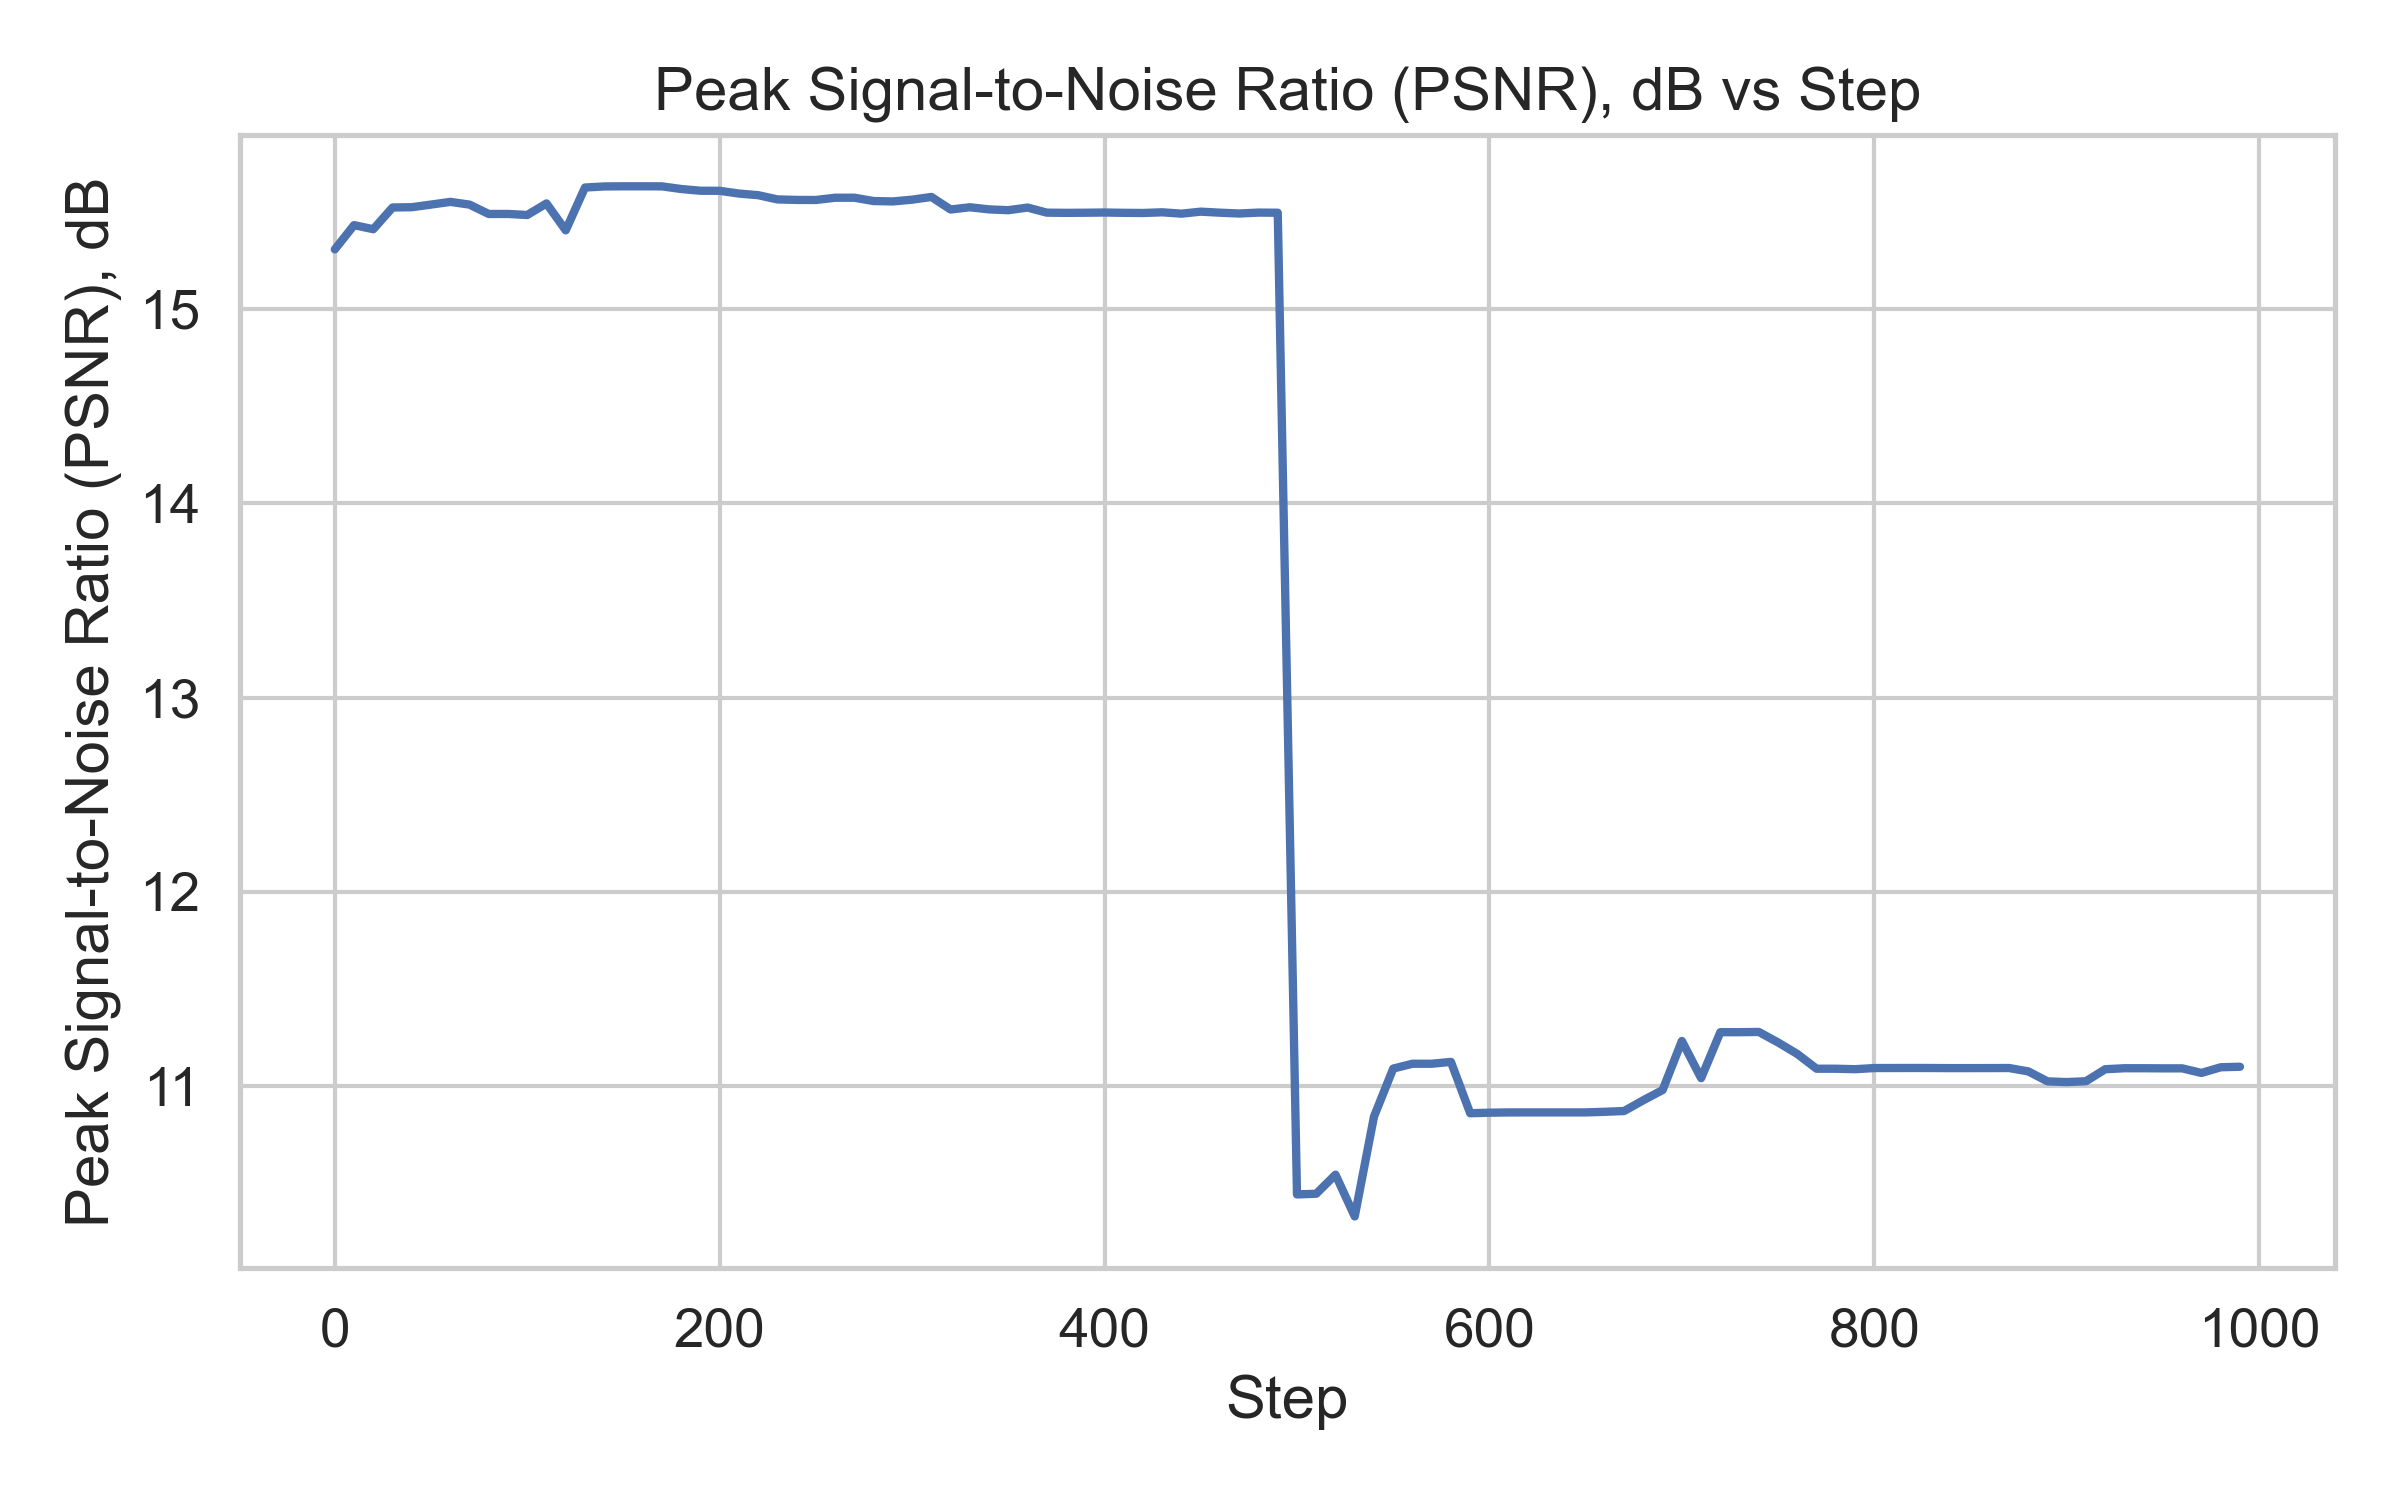 Peak Signal-to-Noise Ratio (PSNR), dB vs Step
Peak Signal-to-Noise Ratio (PSNR), dB
15
14
13
12
11
0 200 400 600 800 1000
Step